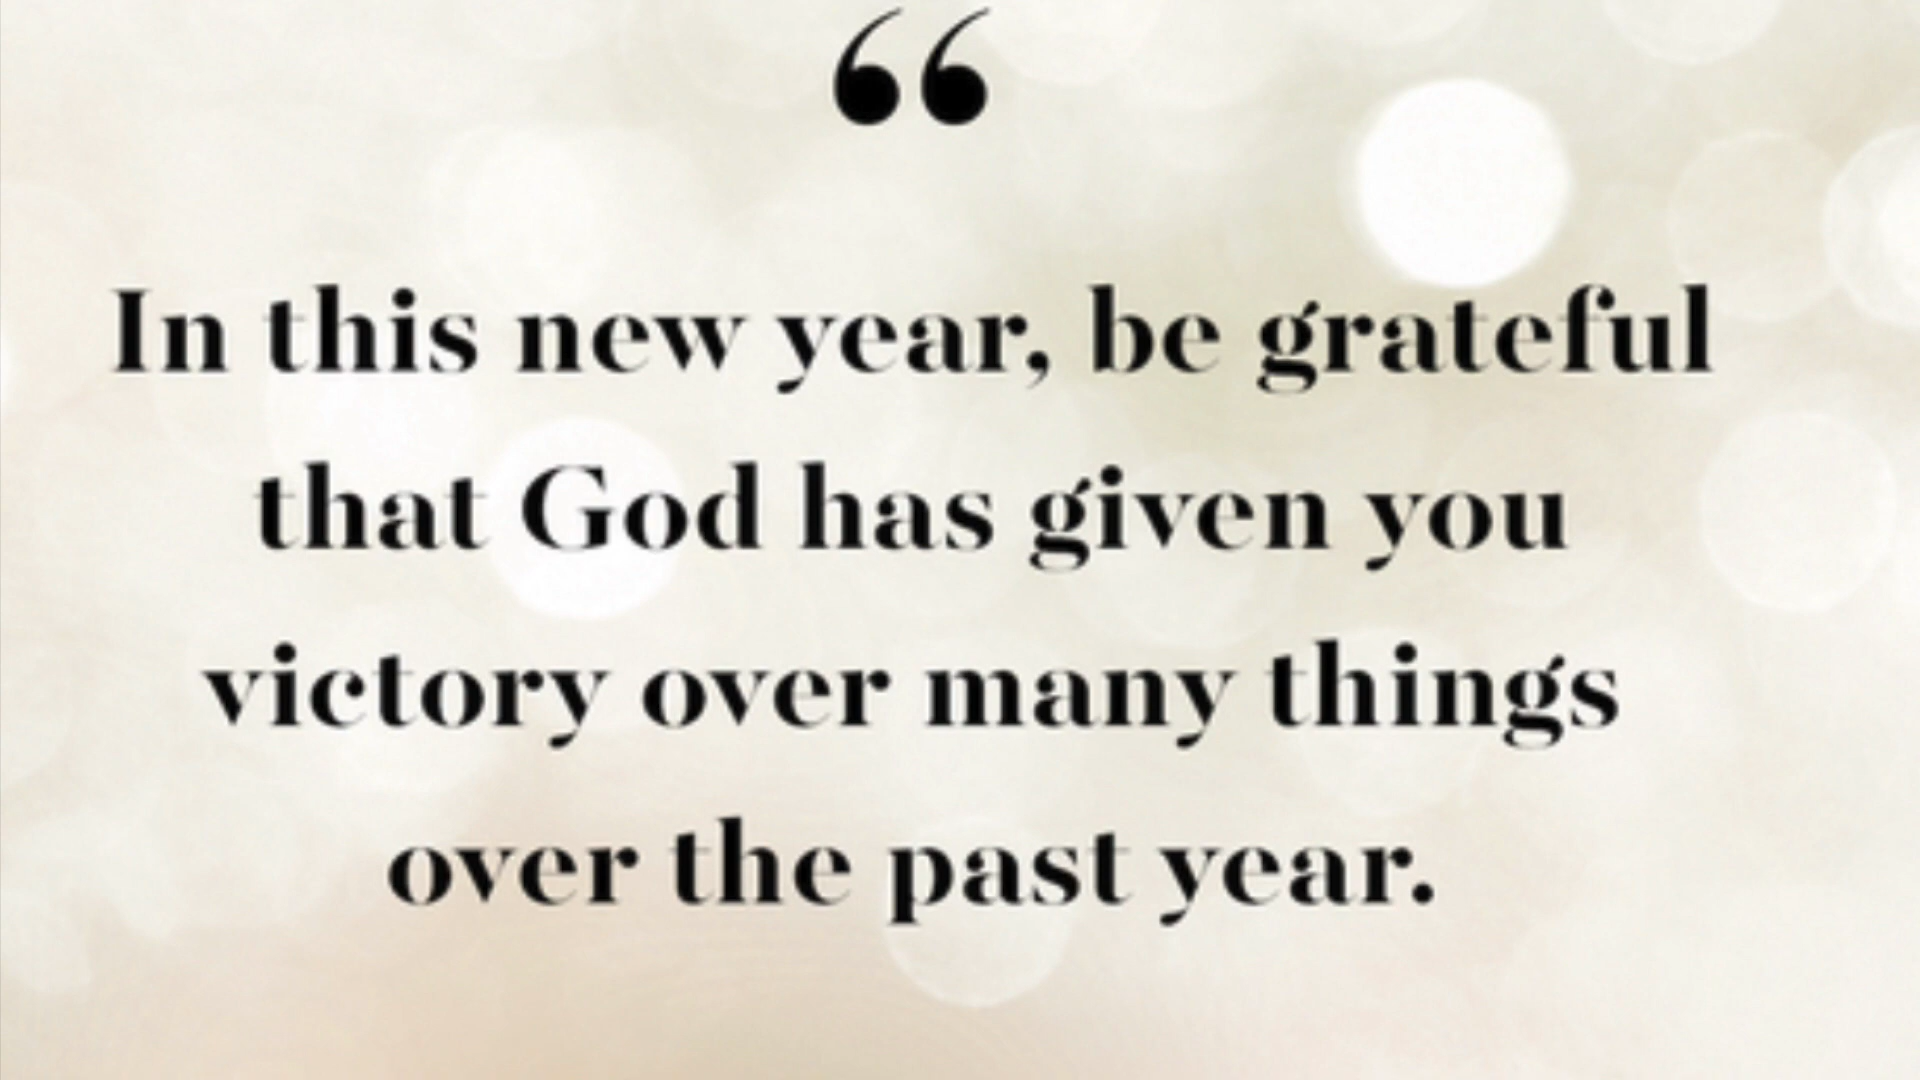 “
In this new year, be grateful
that God has given you
victory over many things
over the past year.